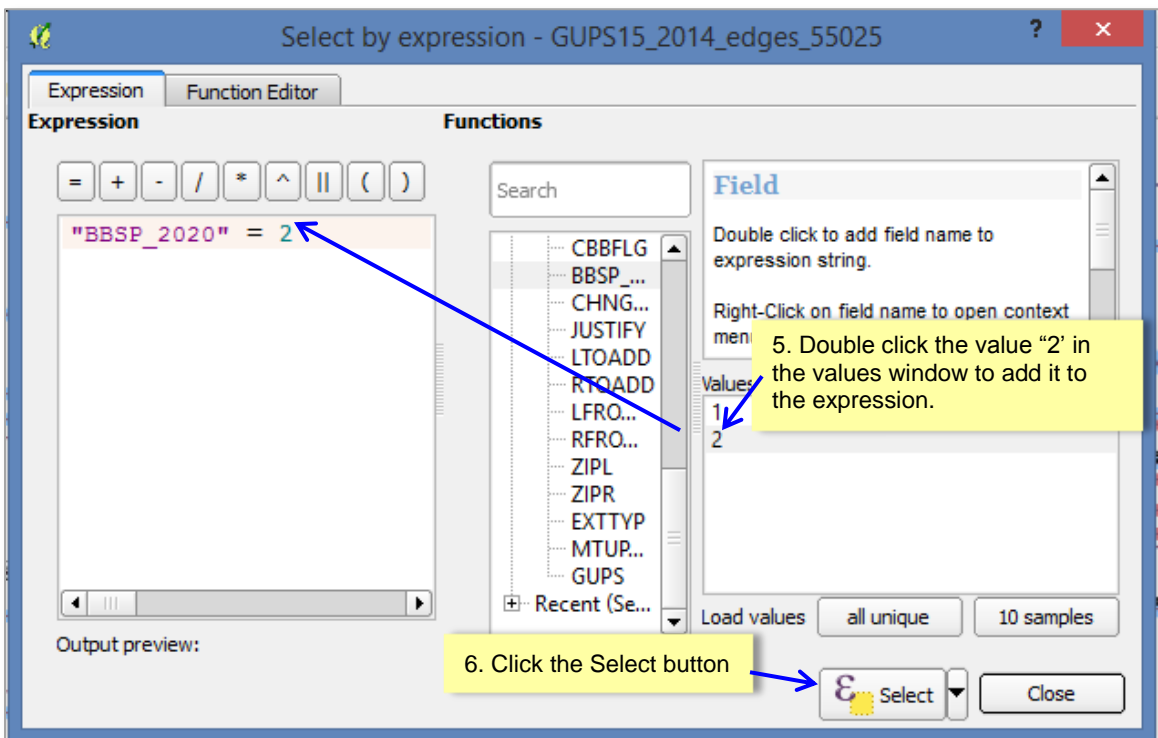 Select by expression - GUPS15_2014_edges_55025
?
×
Expression
Function Editor
Expression
Functions
=
+
-
/
*
^
||
(
)
"BBSP_2020" = 2
Search
CBBFLG
BBSP_...
CHNG...
JUSTIFY
LTOADD
RTOADD
LFRO...
RFRO...
ZIPL
ZIPR
EXTTYP
MTUP...
GUPS
Recent (Se...
Field
Double click to add field name to
expression string.
Right-Click on field name to open context
5. Double click the value “2’ in
the values window to add it to
the expression.
Values
1
2
Load values
all unique
10 samples
Output preview:
6. Click the Select button
Select
Close